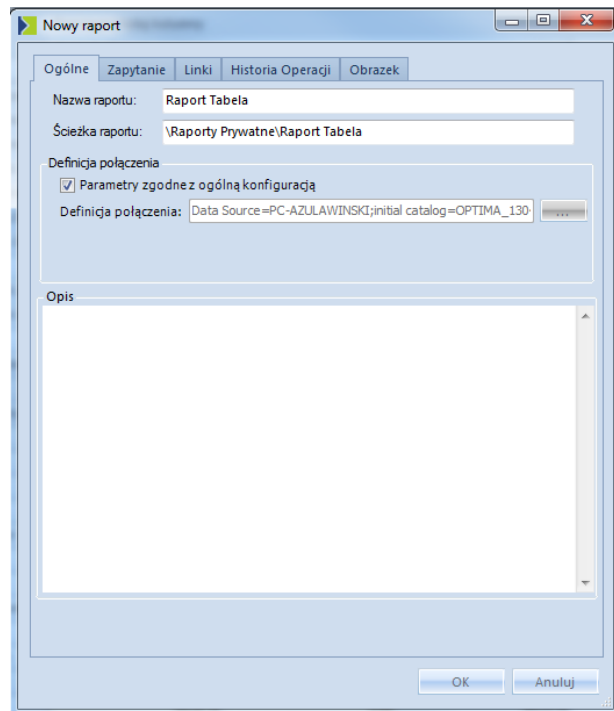 Nowy raport
Ogólne Zapytanie Linki Historia Operacji Obrazek
Nazwa raportu: Raport Tabela
Ścieżka raportu: \Raporty Prywatne\Raport Tabela
Definicja połączenia
Parametry zgodne z ogólną konfiguracją
Definicja połączenia: Data Source=PC-AZULAWINSKI;initial catalog=OPTIMA_130 ...
Opis
OK Anuluj